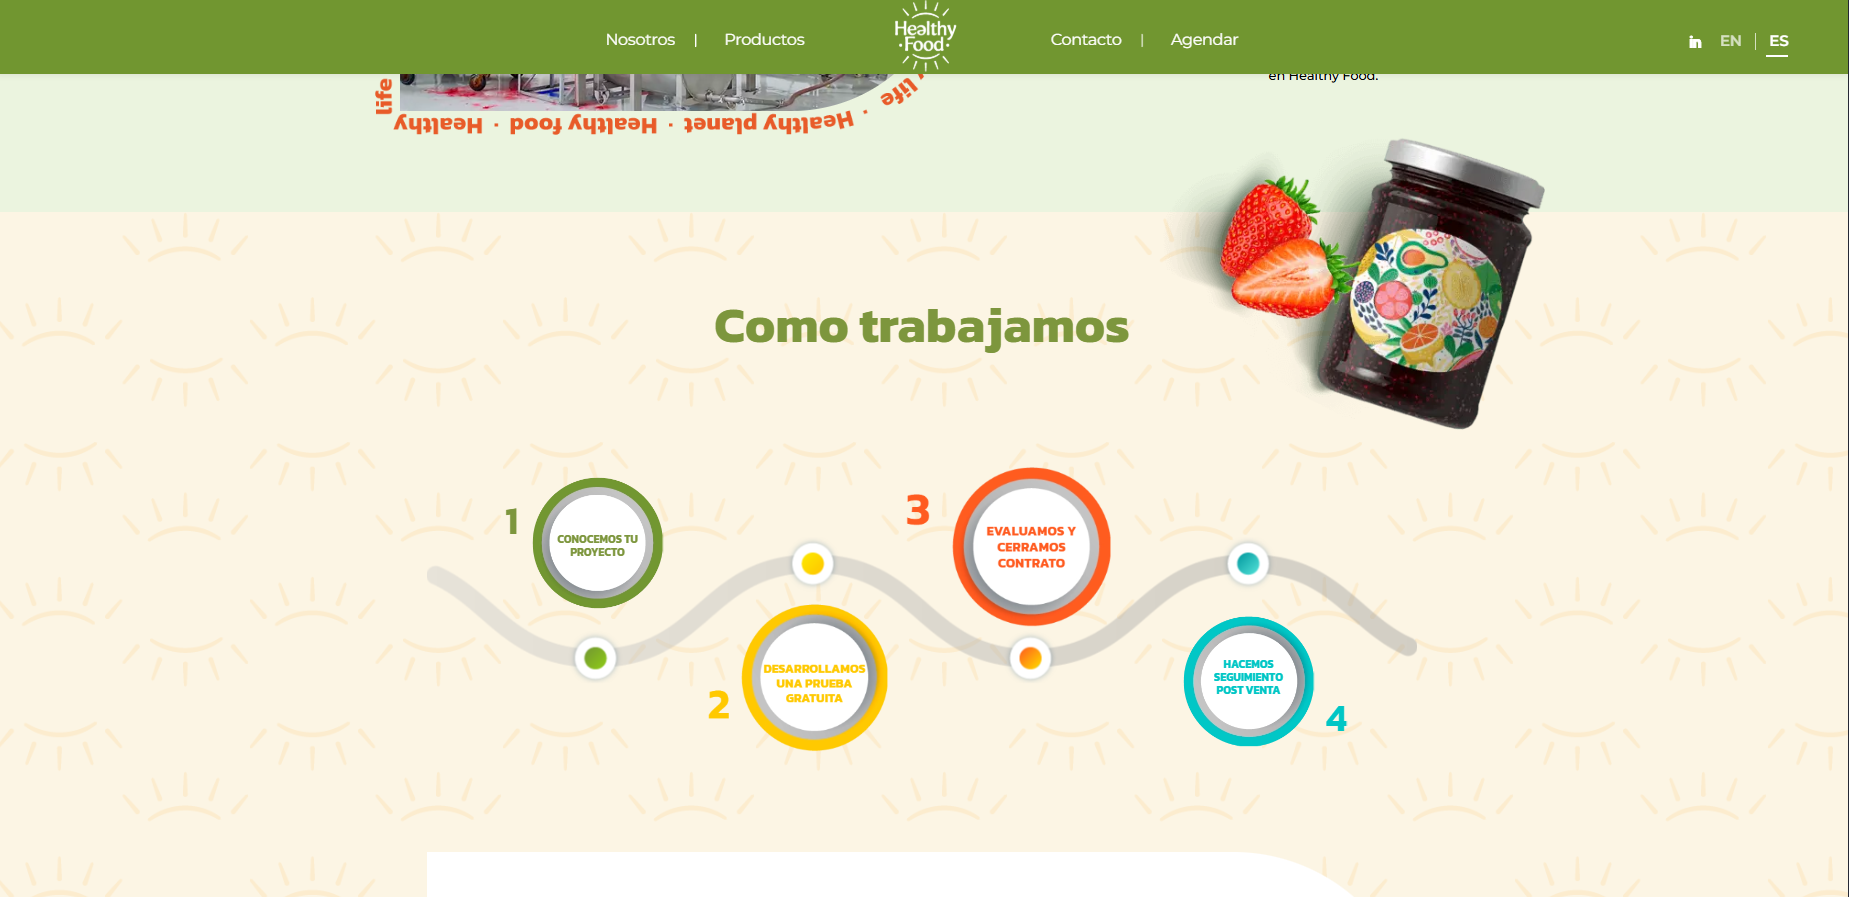 Nosotros | Productos
Healthy
·Food·
Contacto | Agendar
in EN | ES
en Healthy Food.
life
Healthy · Healthy food · Healthy planet · life
Como trabajamos
1
CONOCEMOS TU
PROYECTO
2
DESARROLLAMOS
UNA PRUEBA
GRATUITA
3
EVALUAMOS Y
CERRAMOS
CONTRATO
4
HACEMOS
SEGUIMIENTO
POST VENTA